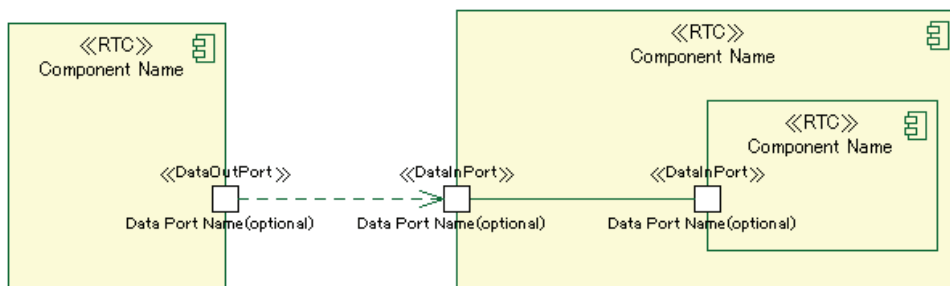 ≪RTC≫
Component Name
≪RTC≫
Component Name
≪RTC≫
Component Name
≪DataOutPort≫
≪DataInPort≫
≪DataInPort≫
Data Port Name(optional)
Data Port Name(optional)
Data Port Name(optional)